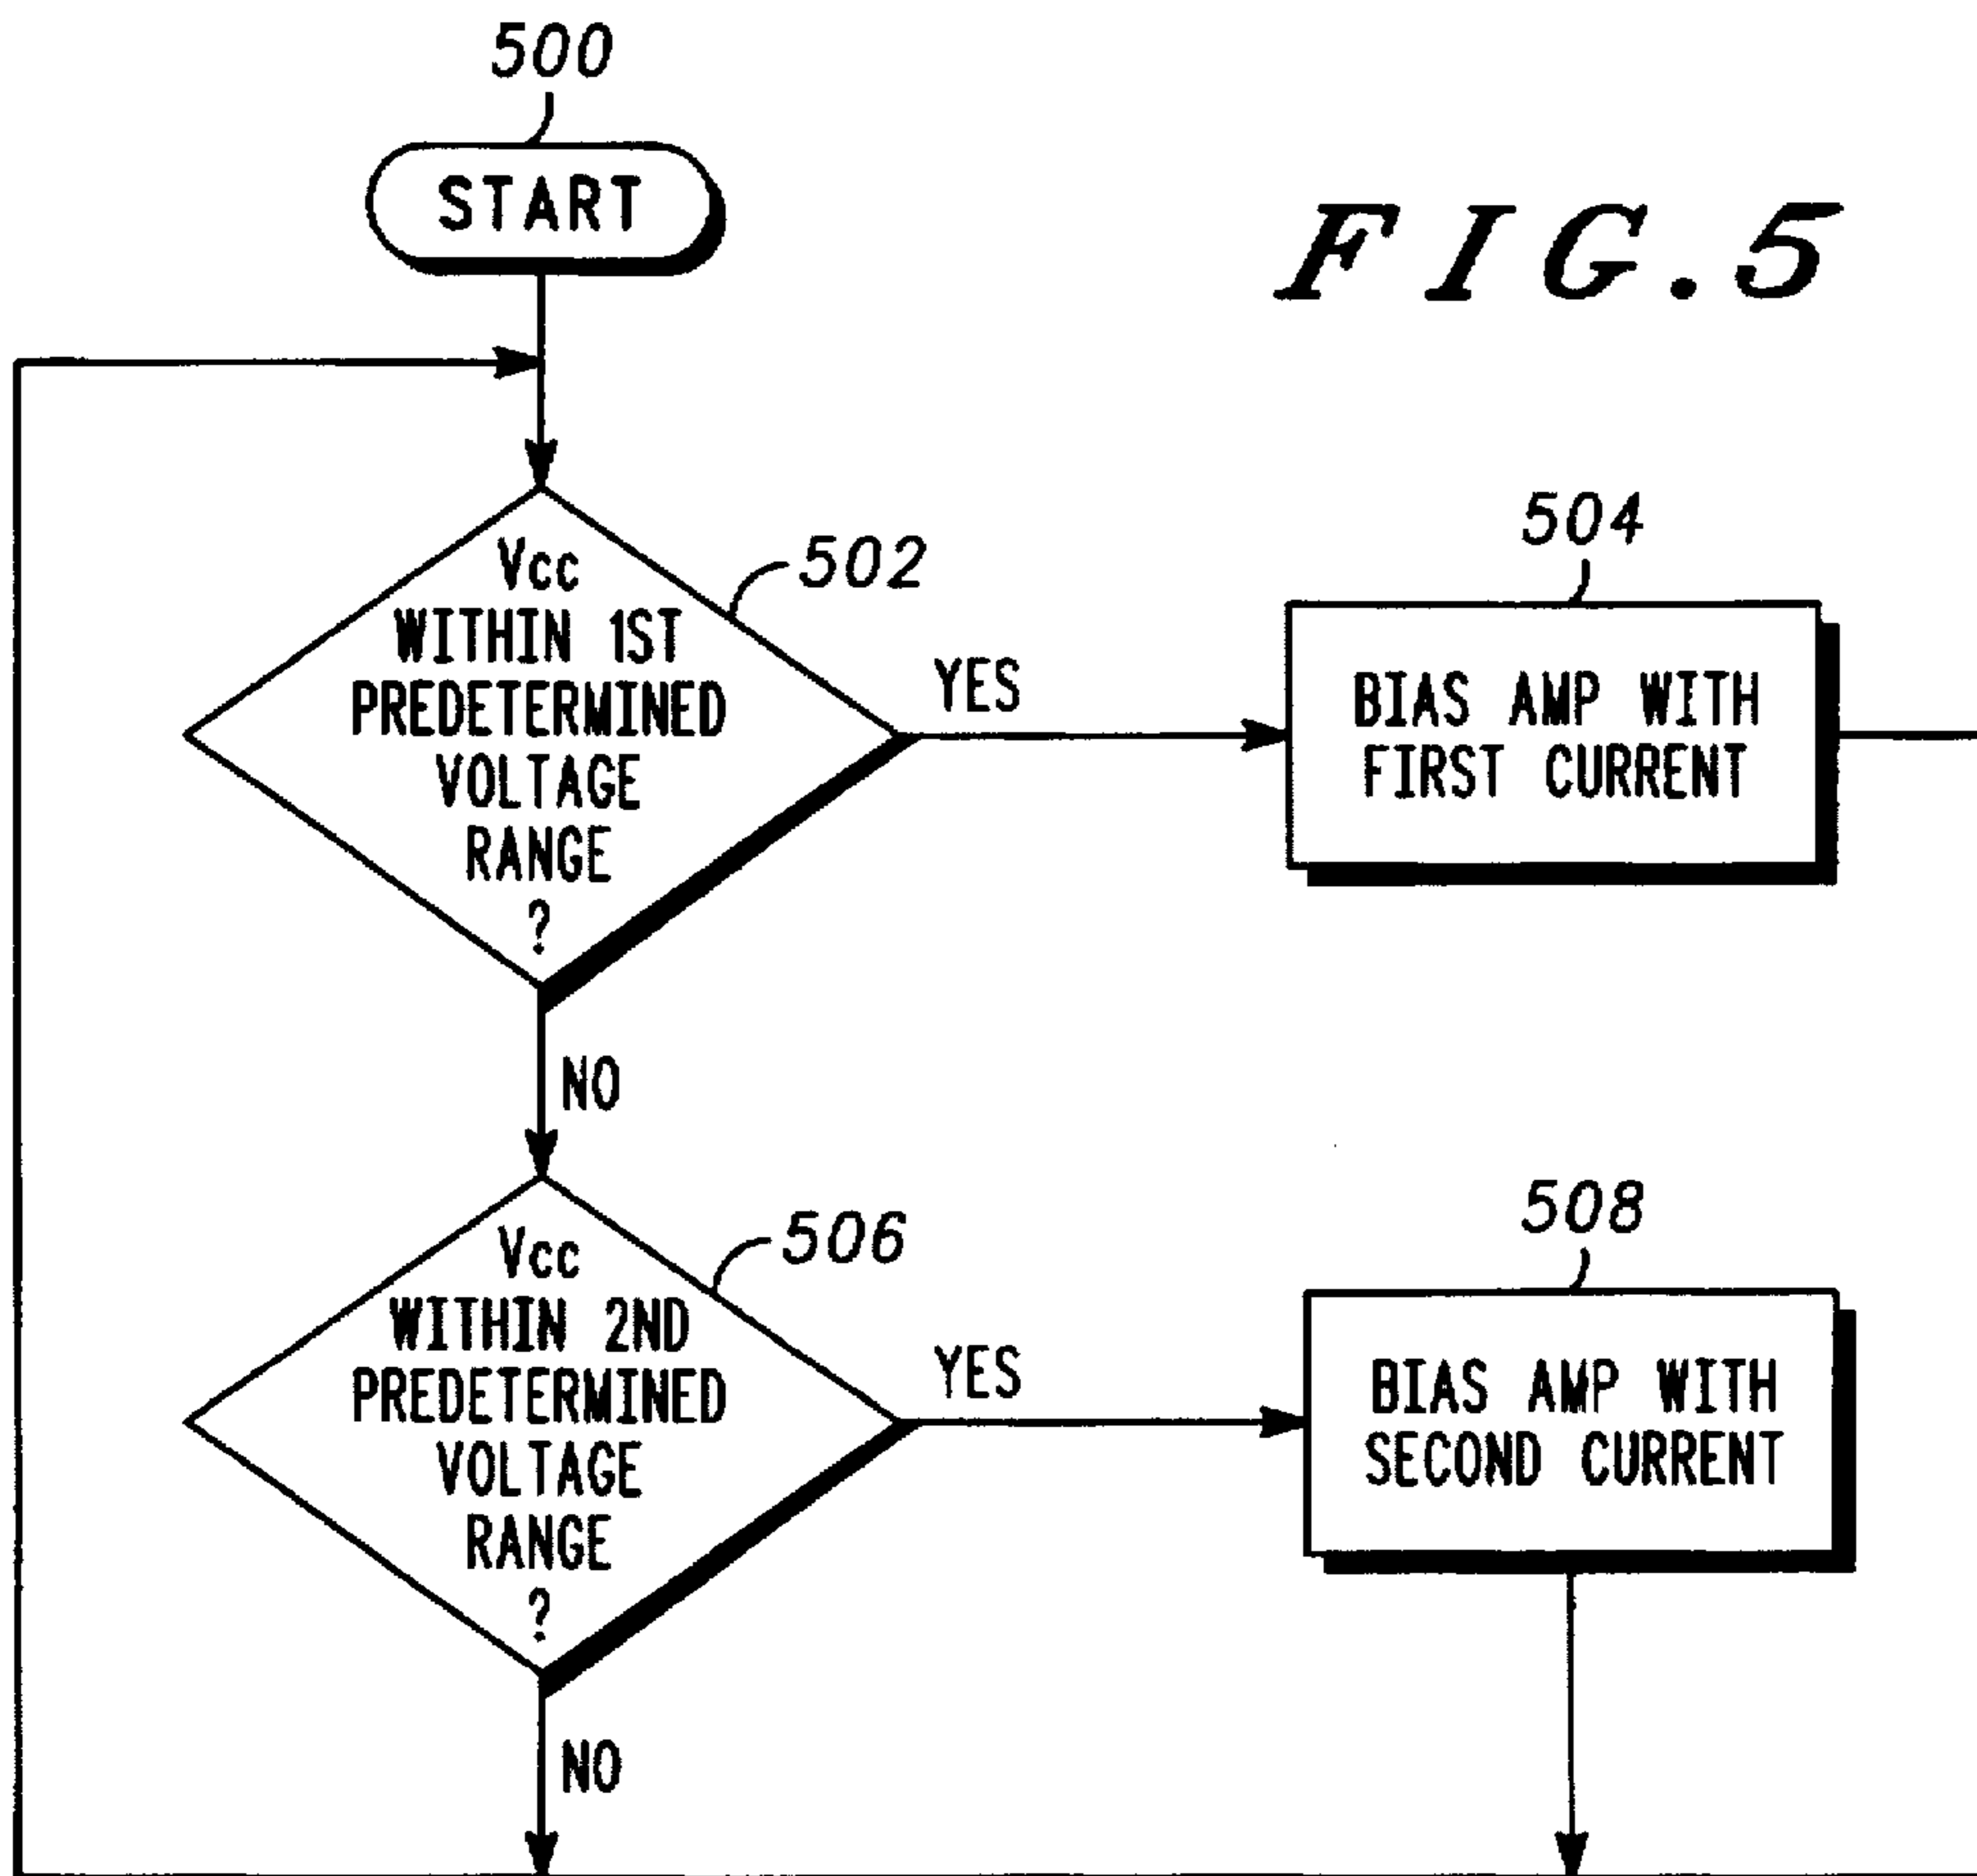 500
START
FIG.5
Vcc
WITHIN 1ST
PREDETERMINED
VOLTAGE
RANGE
?
502
YES
504
BIAS AMP WITH
FIRST CURRENT
NO
Vcc
WITHIN 2ND
PREDETERMINED
VOLTAGE
RANGE
?
506
YES
508
BIAS AMP WITH
SECOND CURRENT
NO